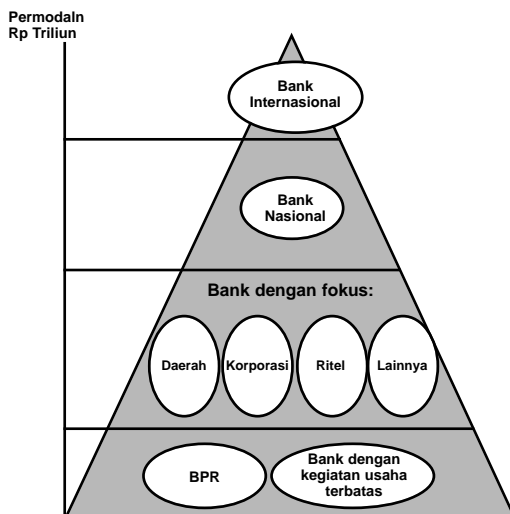 Permodaln
Rp Triliun
Bank
Internasional
Bank
Nasional
Bank dengan fokus:
Daerah
Korporasi
Ritel
Lainnya
BPR
Bank dengan
kegiatan usaha
terbatas